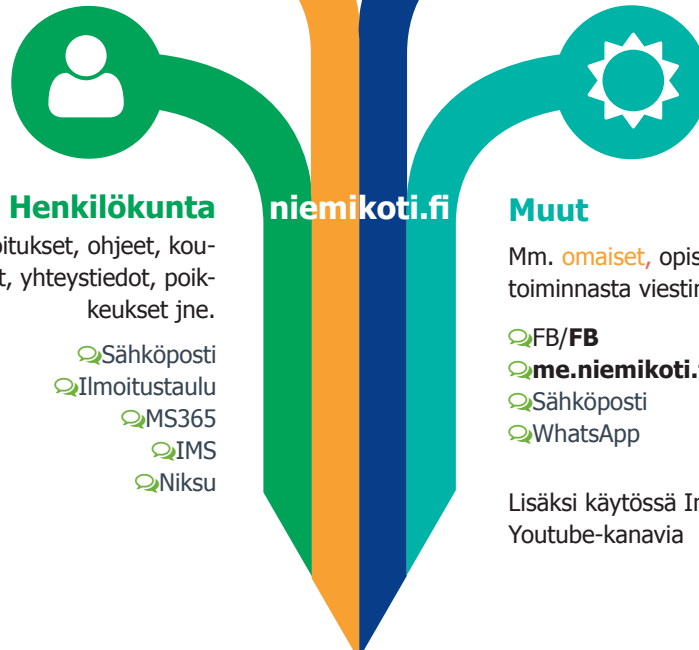 Henkilökunta
oitukset, ohjeet, kou-
t, yhteystiedot, poik-
keukset jne.
Sähköposti
Ilmoitustaulu
MS365
IMS
Niksu
niemikoti.fi
Muut
Mm. omaiset, opis
toiminnasta viestin
FB/FB
me.niemikoti.f
Sähköposti
WhatsApp
Lisäksi käytössä In
Youtube-kanavia